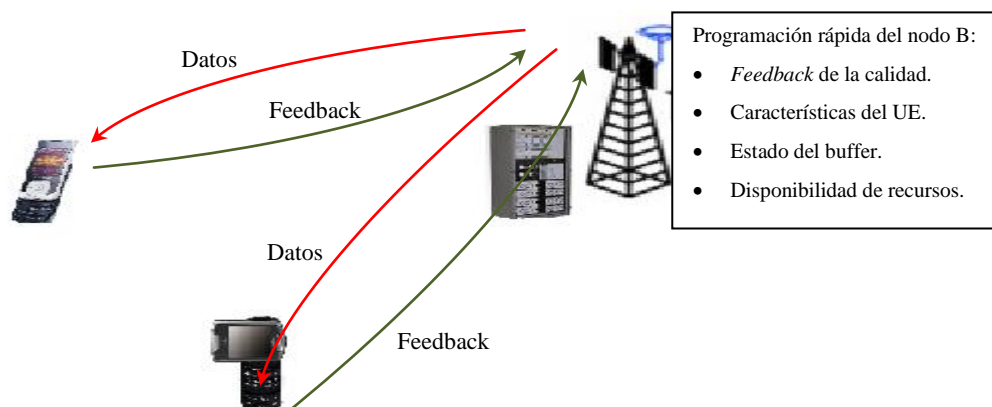 Programación rápida del nodo B:
• Feedback de la calidad.
• Características del UE.
• Estado del buffer.
• Disponibilidad de recursos.
Datos
Feedback
Datos
Feedback